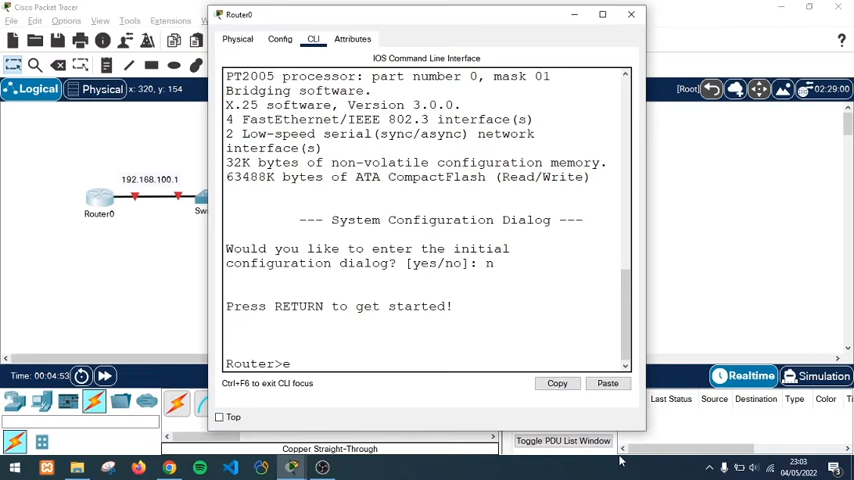 Cisco Packet Tracer
File Edit Options View Tools Extensions
Logical Physical x: 320, y: 154
[Root] 02:29:00
192.168.100.1
Router0
Swi
Router0
Physical Config CLI Attributes
IOS Command Line Interface
PT2005 processor: part number 0, mask 01
Bridging software.
X.25 software, Version 3.0.0.
4 FastEthernet/IEEE 802.3 interface(s)
2 Low-speed serial(sync/async) network
interface(s)
32K bytes of non-volatile configuration memory.
63488K bytes of ATA CompactFlash (Read/Write)
--- System Configuration Dialog ---
Would you like to enter the initial
configuration dialog? [yes/no]: n
Press RETURN to get started!
Router>e
Ctrl+F6 to exit CLI focus
Copy Paste
Top
Time: 00:04:53
Realtime Simulation
Last Status Source Destination Type Color
Copper Straight-Through
Toggle PDU List Window
23:03
04/05/2022
3